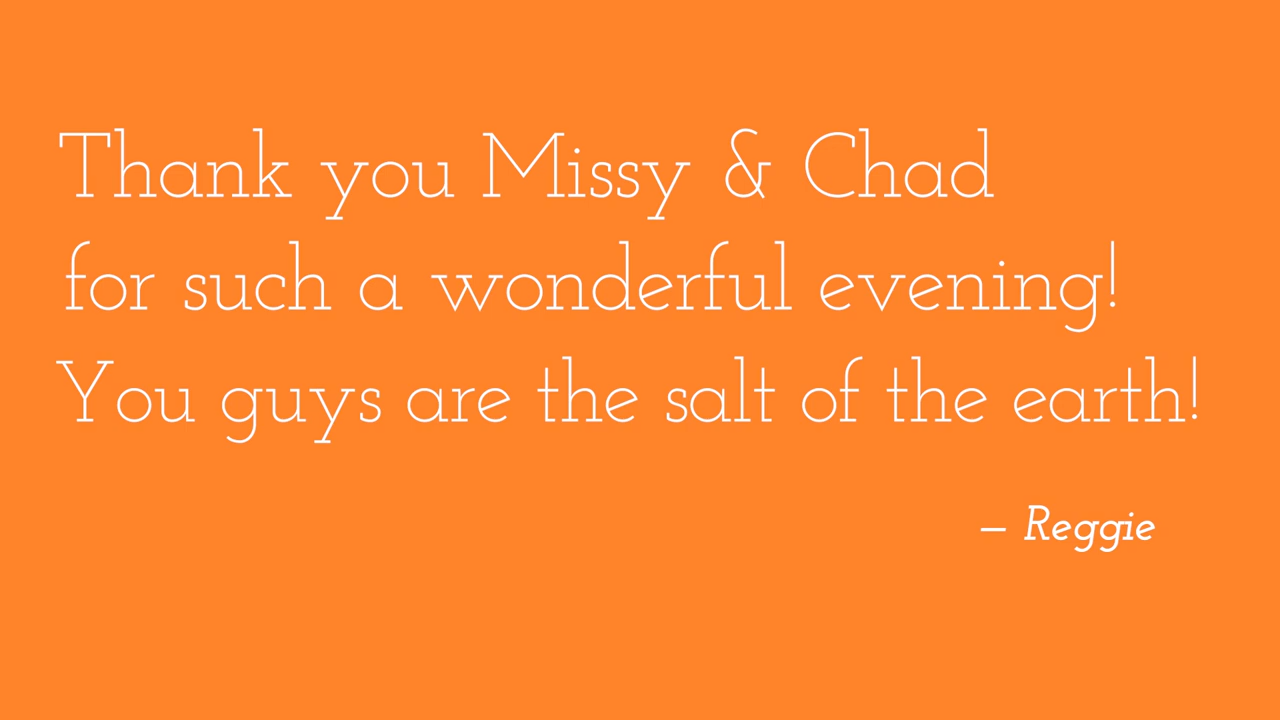 Thank you Missy & Chad
for such a wonderful evening!
You guys are the salt of the earth!
– Reggie